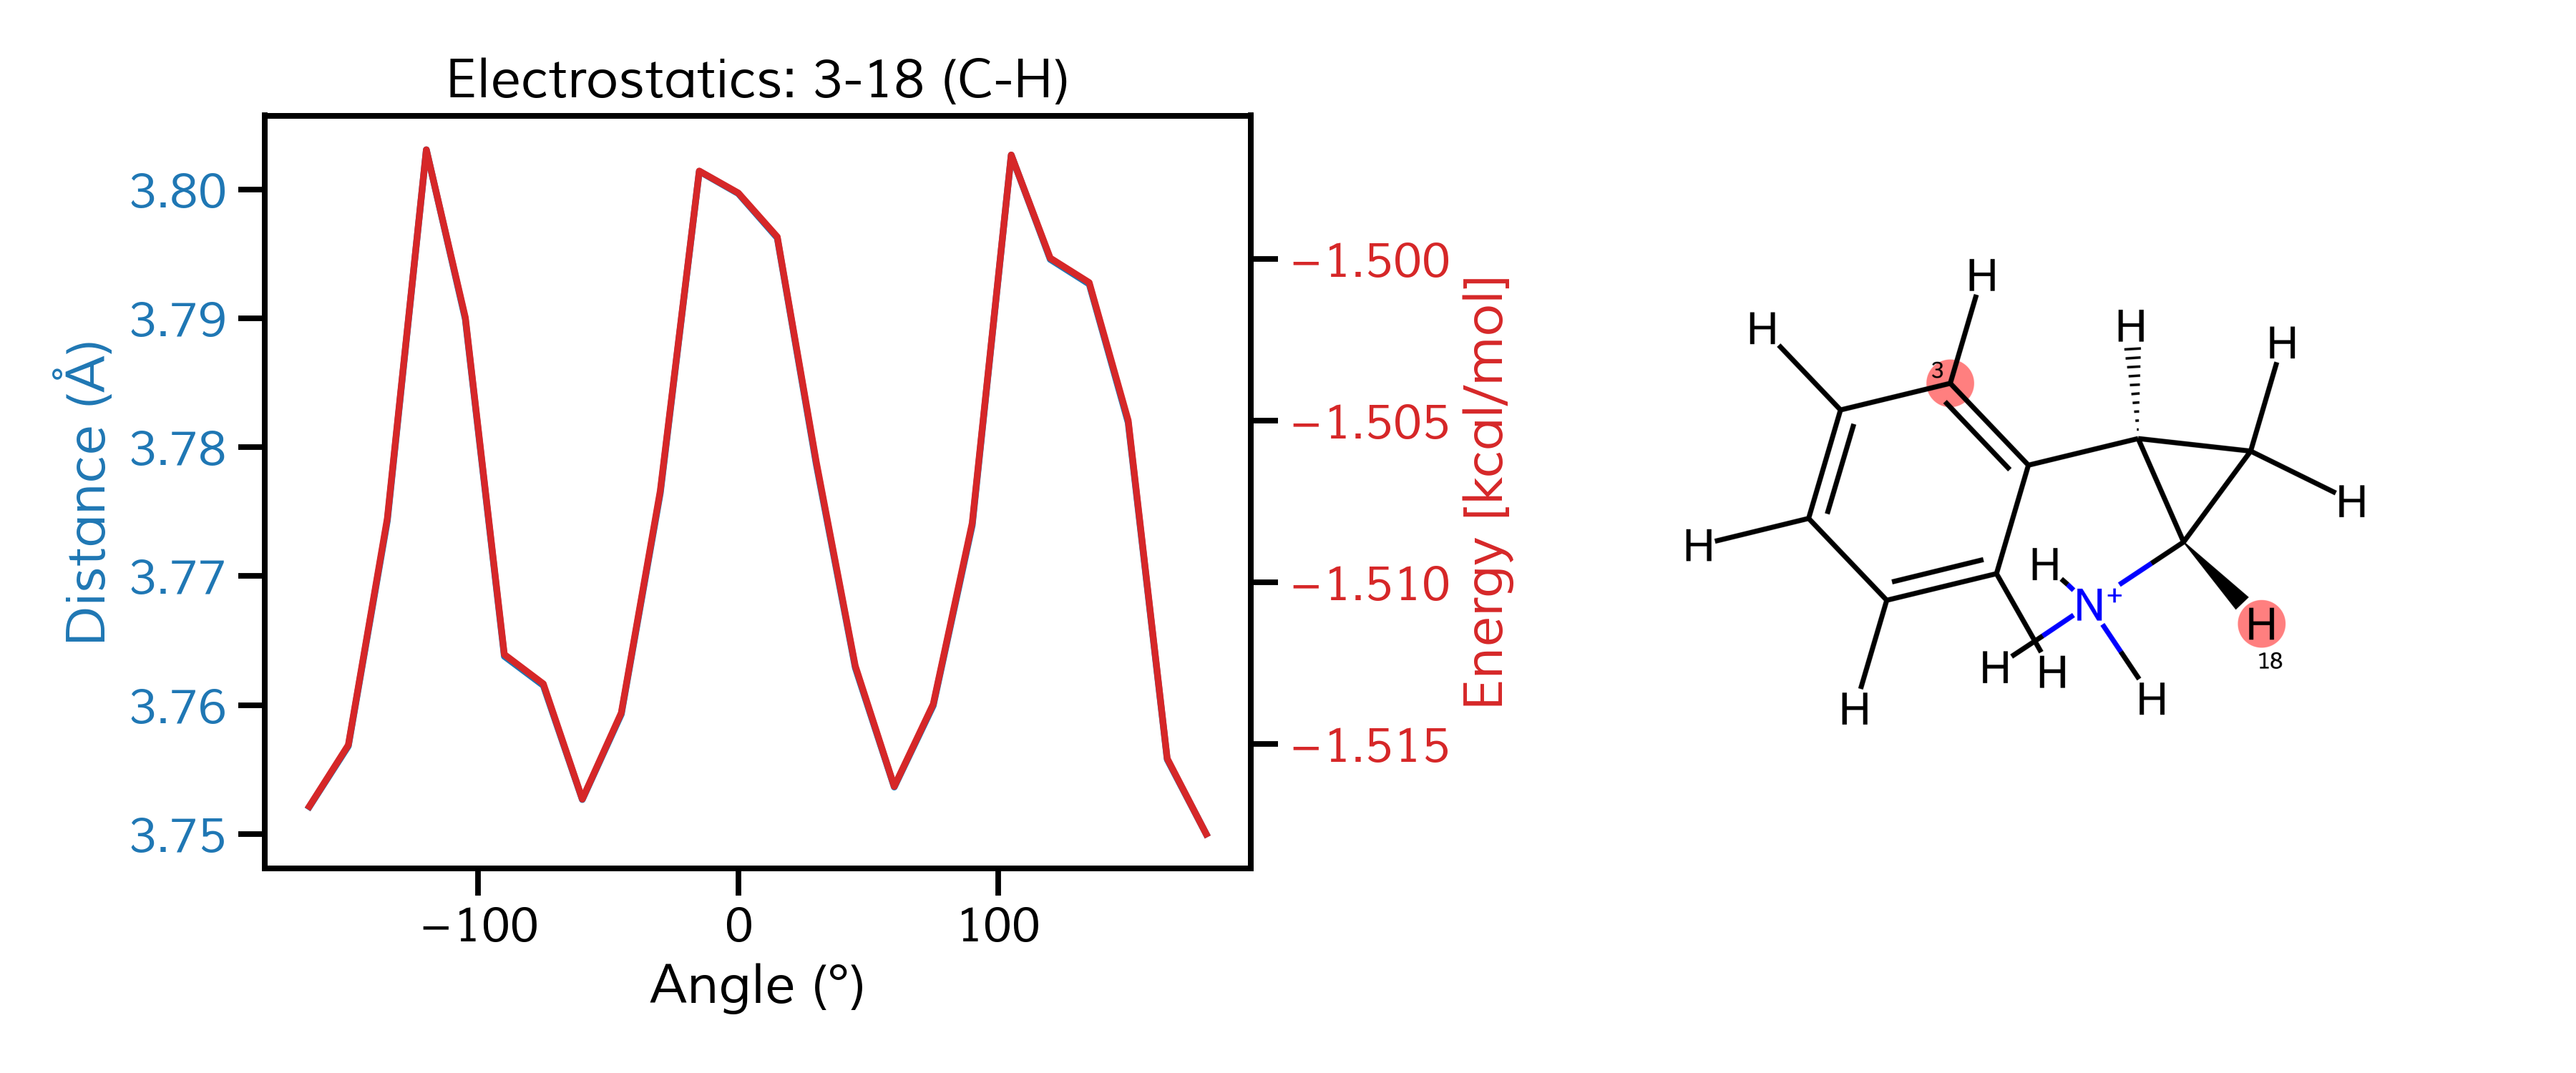 Electrostatics: 3-18 (C-H)
Distance (Å)
3.80
3.79
3.78
3.77
3.76
3.75
−100
0
100
Angle (°)
−1.500
−1.505
−1.510
−1.515
Energy [kcal/mol]
H
H
3
H
H
H
H
H
H
N+
H
18
H
H
H
H